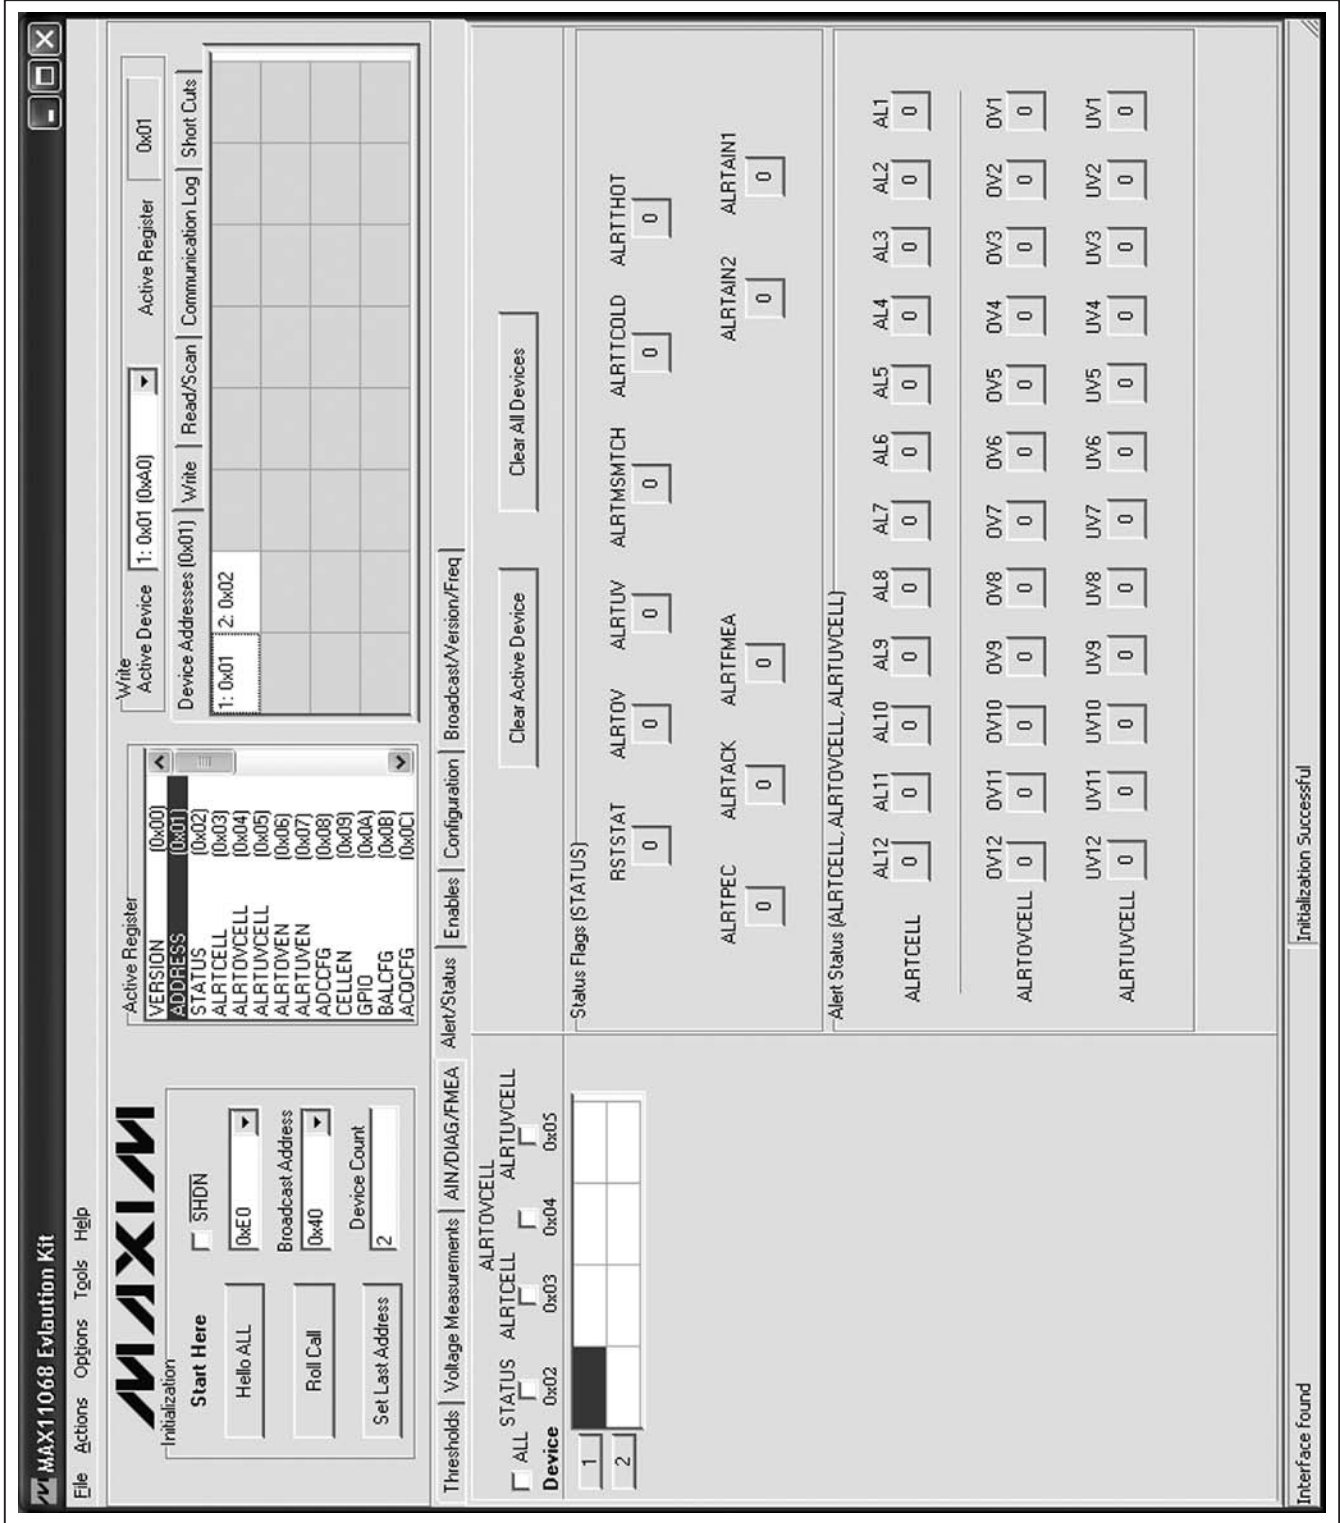 MAX11068 Evlaution Kit
File Actions Options Tools Help
MAXIM
Initialization
Start Here
SHDN
Hello ALL
0xE0
Broadcast Address
Roll Call
0x40
Device Count
Set Last Address
2
Active Register
VERSION (0x00)
ADDRESS (0x01)
STATUS (0x02)
ALRTCELL (0x03)
ALRTOVCELL (0x04)
ALRTUVCELL (0x05)
ALRTOVEN (0x06)
ALRTUVEN (0x07)
ADCCFG (0x08)
CELLEN (0x09)
GPIO (0x0A)
BALCFG (0x0B)
ACQCFG (0x0C)
Write
Active Device 1: 0x01 (0xA0) Active Register 0x01
Device Addresses (0x01) Write Read/Scan Communication Log Short Cuts
1: 0x01 2: 0x02
Thresholds Voltage Measurements AIN/DIAG/FMEA Alert/Status Enables Configuration Broadcast/Version/Freq
ALRTOVCELL
ALL STATUS ALRTCELL ALRTUVCELL
Device 0x02 0x03 0x04 0x05
1
2
Clear Active Device Clear All Devices
Status Flags (STATUS)
RSTSTAT ALRTOV ALRTUV ALRTMSMTCH ALRTTCOLD ALRTTHOT
0 0 0 0 0 0
ALRTPEC ALRTACK ALRTFMEA ALRTAIN2 ALRTAIN1
0 0 0 0 0
Alert Status (ALRTCELL, ALRTOVCELL, ALRTUVCELL)
AL12 AL11 AL10 AL9 AL8 AL7 AL6 AL5 AL4 AL3 AL2 AL1
ALRTCELL 0 0 0 0 0 0 0 0 0 0 0 0
OV12 OV11 OV10 OV9 OV8 OV7 OV6 OV5 OV4 OV3 OV2 OV1
ALRTOVCELL 0 0 0 0 0 0 0 0 0 0 0 0
UV12 UV11 UV10 UV9 UV8 UV7 UV6 UV5 UV4 UV3 UV2 UV1
ALRTUVCELL 0 0 0 0 0 0 0 0 0 0 0 0
Interface Found Initialization Successful